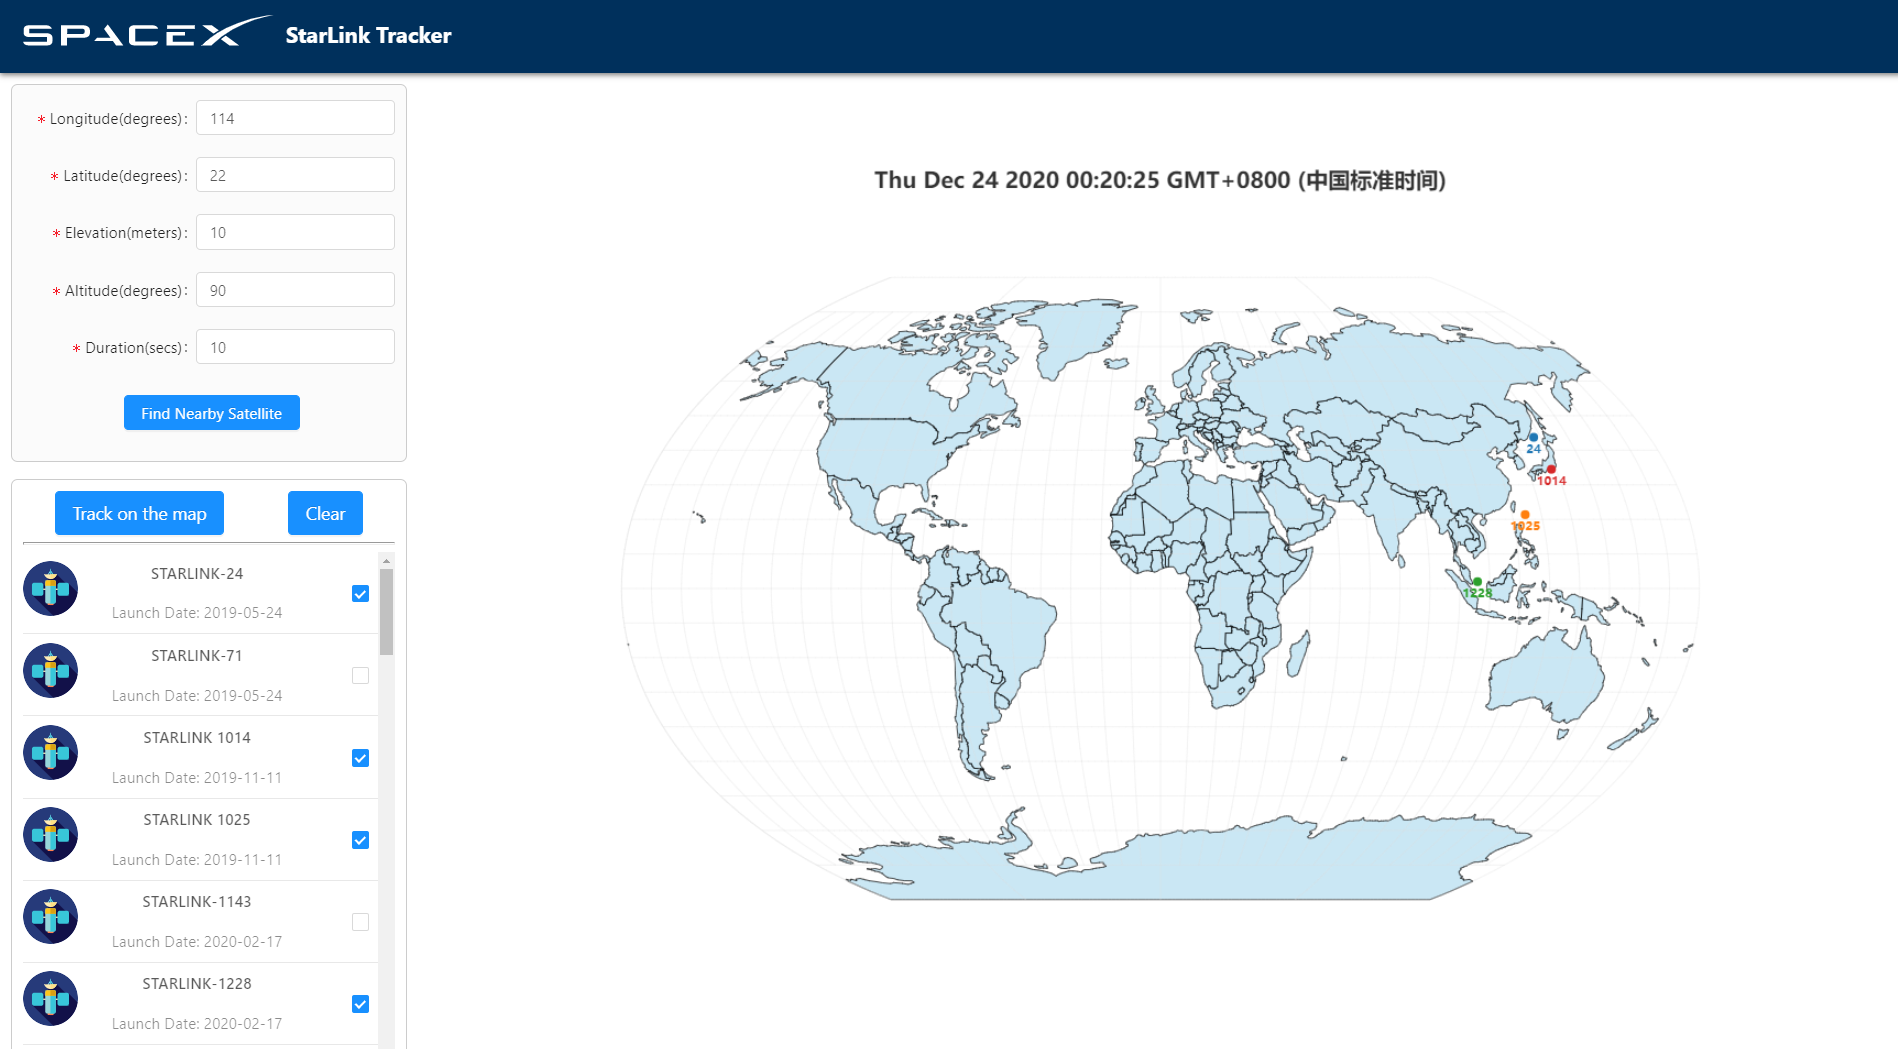 SPACEX StarLink Tracker
* Longitude(degrees): 114
* Latitude(degrees): 22
* Elevation(meters): 10
* Altitude(degrees): 90
* Duration(secs): 10
Find Nearby Satellite
Track on the map Clear
STARLINK-24
Launch Date: 2019-05-24
STARLINK-71
Launch Date: 2019-05-24
STARLINK 1014
Launch Date: 2019-11-11
STARLINK 1025
Launch Date: 2019-11-11
STARLINK-1143
Launch Date: 2020-02-17
STARLINK-1228
Launch Date: 2020-02-17
Thu Dec 24 2020 00:20:25 GMT+0800 (中国标准时间)
24
1014
1025
1228